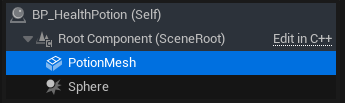 BP_HealthPotion (Self)
Root Component (SceneRoot) Edit in C++
PotionMesh
Sphere